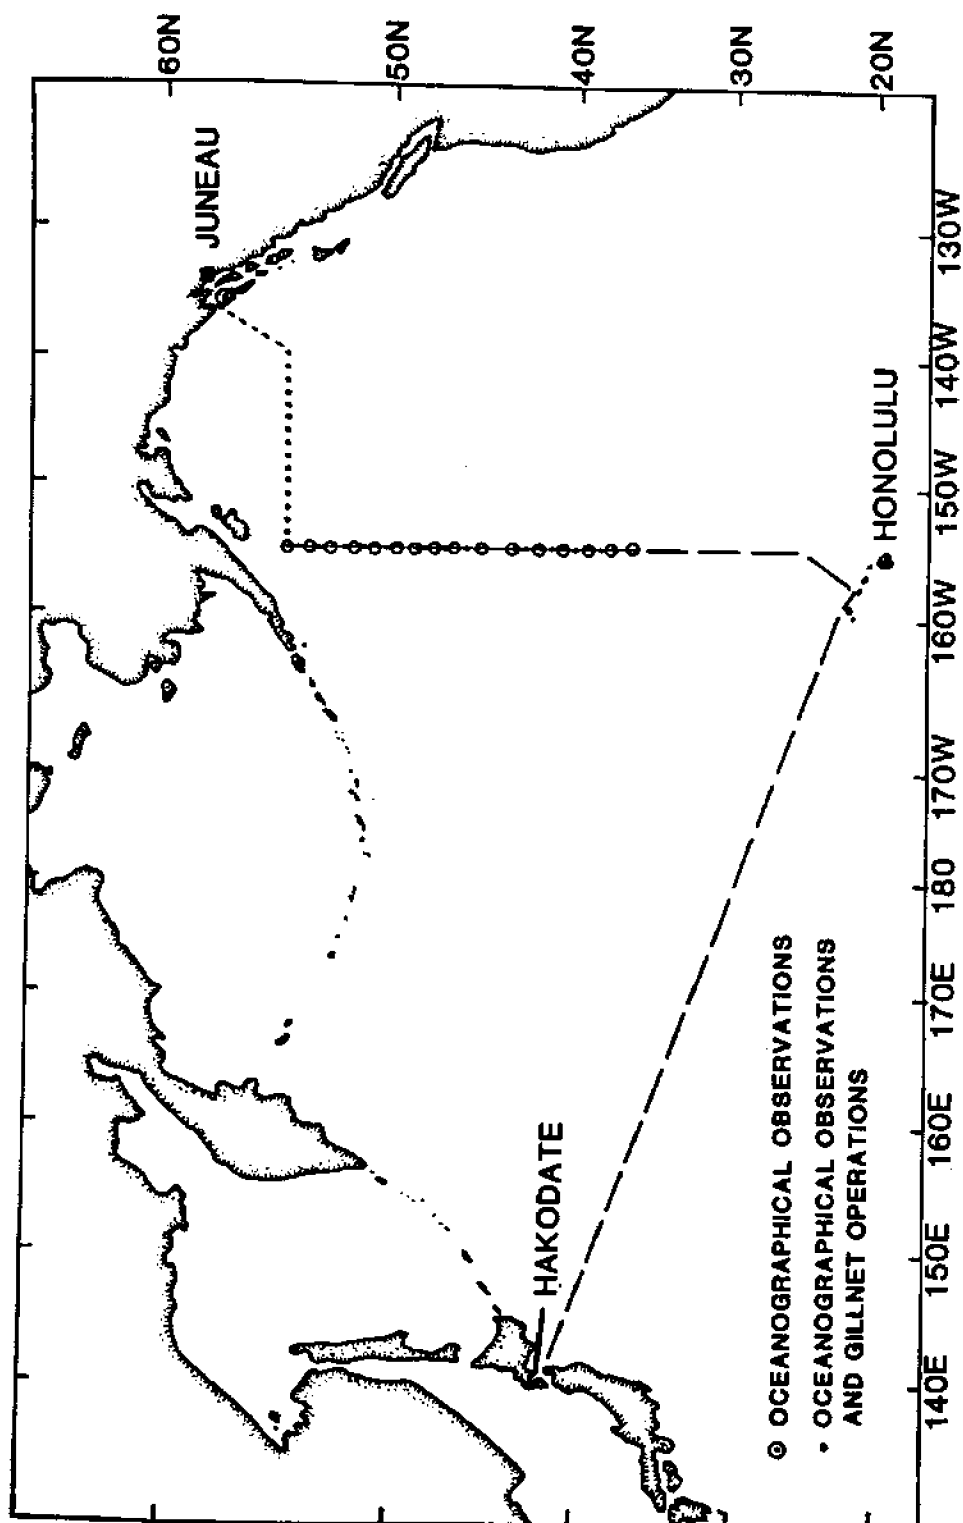 60N
50N
40N
30N
20N
JUNEAU
HONOLULU
HAKODATE
⊙ OCEANOGRAPHICAL OBSERVATIONS
• OCEANOGRAPHICAL OBSERVATIONS
AND GILLNET OPERATIONS
140E
150E
160E
170E
180
170W
160W
150W
140W
130W